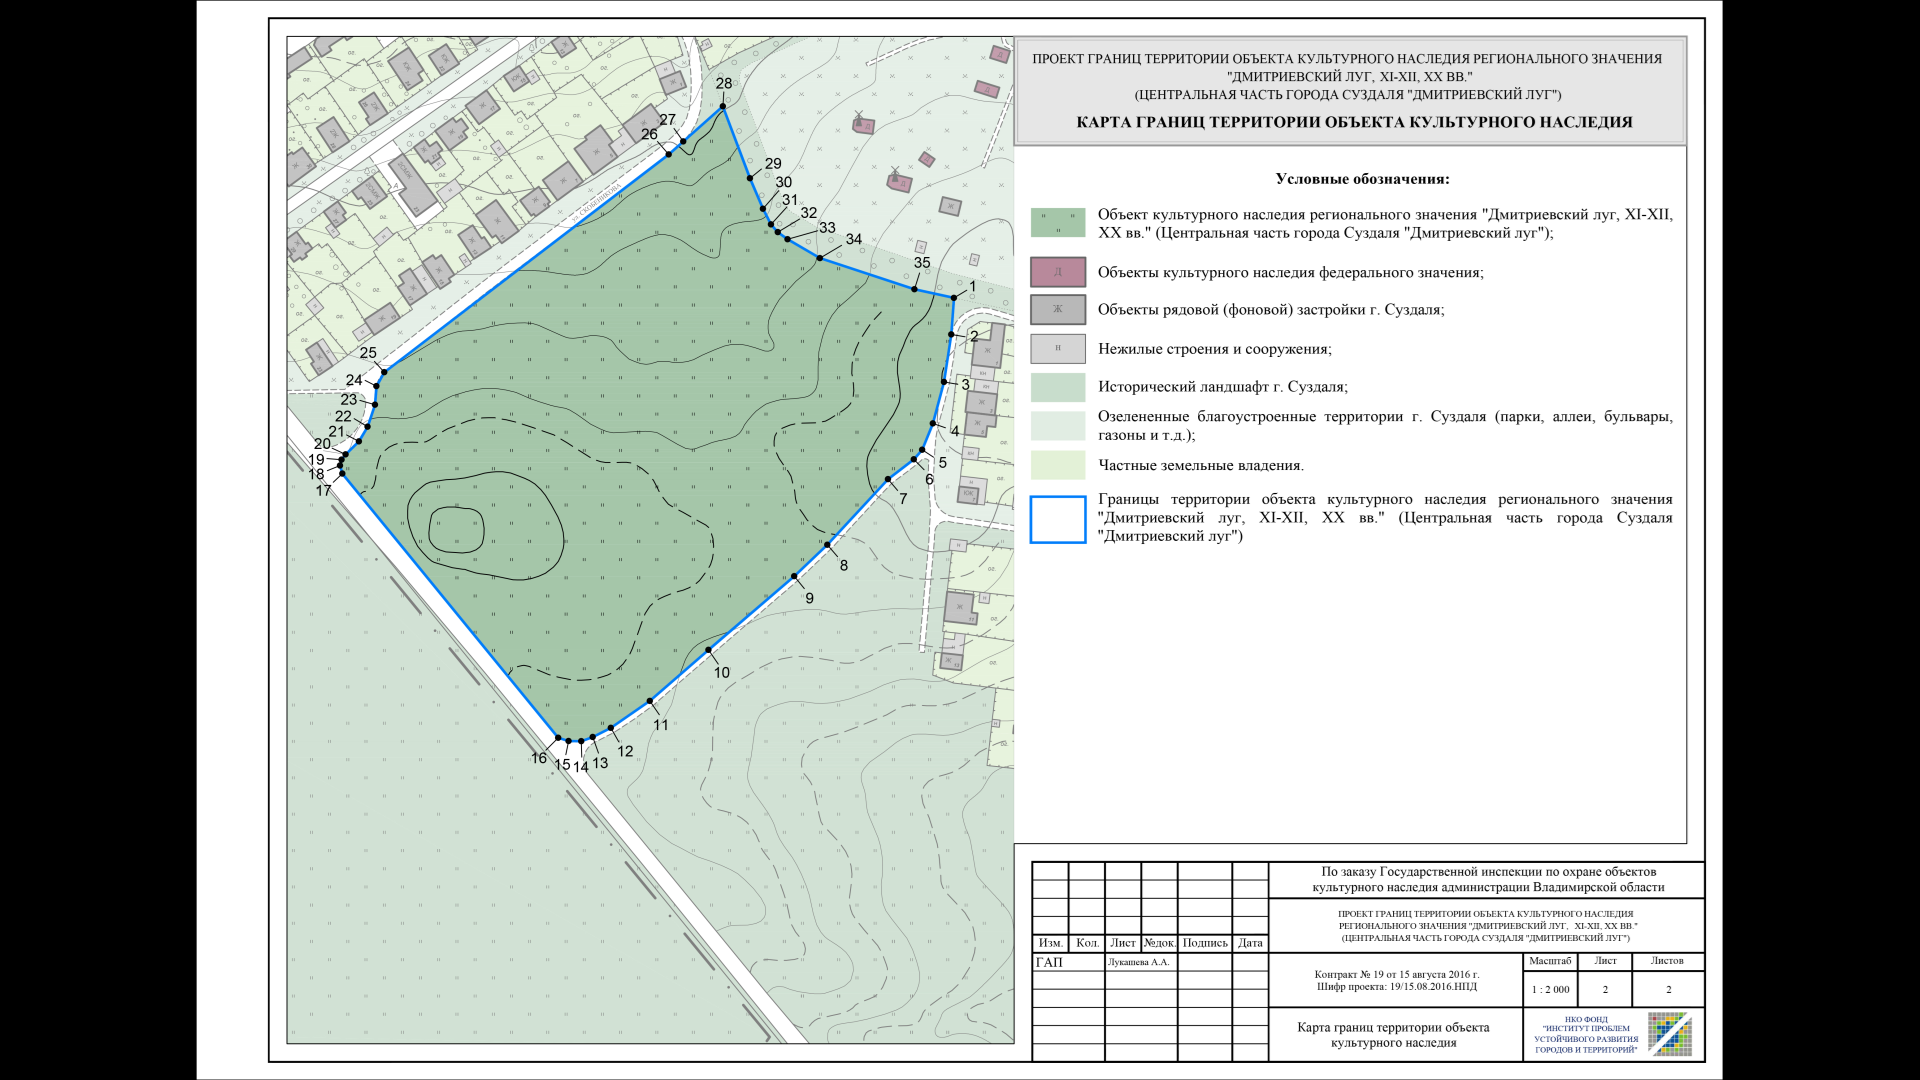 ПРОЕКТ ГРАНИЦ ТЕРРИТОРИИ ОБЪЕКТА КУЛЬТУРНОГО НАСЛЕДИЯ РЕГИОНАЛЬНОГО ЗНАЧЕНИЯ
"ДМИТРИЕВСКИЙ ЛУГ, XI-XII, XX ВВ."
(ЦЕНТРАЛЬНАЯ ЧАСТЬ ГОРОДА СУЗДАЛЯ "ДМИТРИЕВСКИЙ ЛУГ")
КАРТА ГРАНИЦ ТЕРРИТОРИИ ОБЪЕКТА КУЛЬТУРНОГО НАСЛЕДИЯ
Условные обозначения:
Объект культурного наследия регионального значения "Дмитриевский луг, XI-XII,
XX вв." (Центральная часть города Суздаля "Дмитриевский луг");
Д
Объекты культурного наследия федерального значения;
Ж
Объекты рядовой (фоновой) застройки г. Суздаля;
Н
Нежилые строения и сооружения;
Исторический ландшафт г. Суздаля;
Озелененные благоустроенные территории г. Суздаля (парки, аллеи, бульвары,
газоны и т.д.);
Частные земельные владения.
Границы территории объекта культурного наследия регионального значения
"Дмитриевский луг, XI-XII, XX вв." (Центральная часть города Суздаля
"Дмитриевский луг")
28
27
26
29
30
31
32
33
34
35
1
2
3
4
5
6
7
8
9
10
11
12
13
14
15
16
17
18
19
20
21
22
23
24
25
ул. СКОБЕННИКОВА
По заказу Государственной инспекции по охране объектов
культурного наследия администрации Владимирской области
ПРОЕКТ ГРАНИЦ ТЕРРИТОРИИ ОБЪЕКТА КУЛЬТУРНОГО НАСЛЕДИЯ
РЕГИОНАЛЬНОГО ЗНАЧЕНИЯ "ДМИТРИЕВСКИЙ ЛУГ, XI-XII, XX ВВ."
(ЦЕНТРАЛЬНАЯ ЧАСТЬ ГОРОДА СУЗДАЛЯ "ДМИТРИЕВСКИЙ ЛУГ")
Изм. Кол. Лист №док. Подпись Дата
ГАП Лукашева А.А.
Контракт № 19 от 15 августа 2016 г.
Шифр проекта: 19/15.08.2016.НПД
Масштаб Лист Листов
1 : 2 000 2 2
Карта границ территории объекта
культурного наследия
НКО ФОНД
"ИНСТИТУТ ПРОБЛЕМ
УСТОЙЧИВОГО РАЗВИТИЯ
ГОРОДОВ И ТЕРРИТОРИЙ"